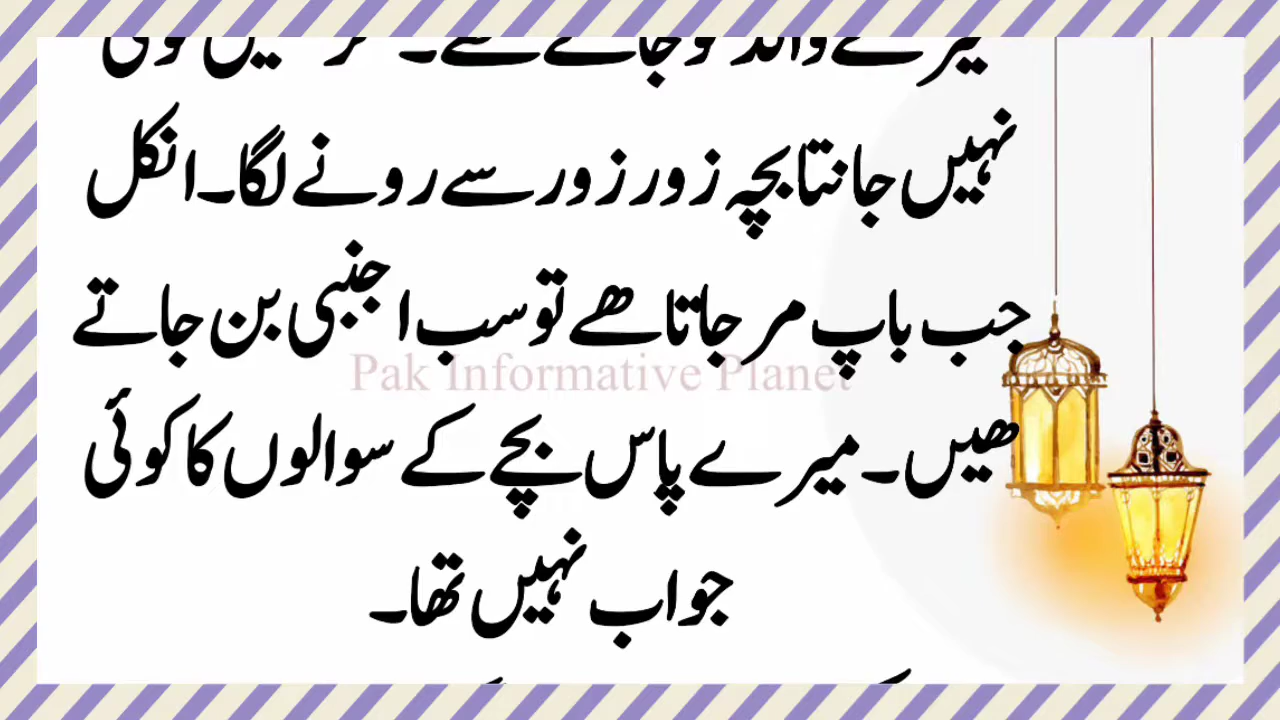 نہیں جانتا بچہ زور زور سے رونے لگا۔ انکل
جب باپ مر جاتا ھے تو سب اجنبی بن جاتے
Pak Informative Planet
ھیں۔ میرے پاس بچے کے سوالوں کا کوئی
جواب نہیں تھا۔